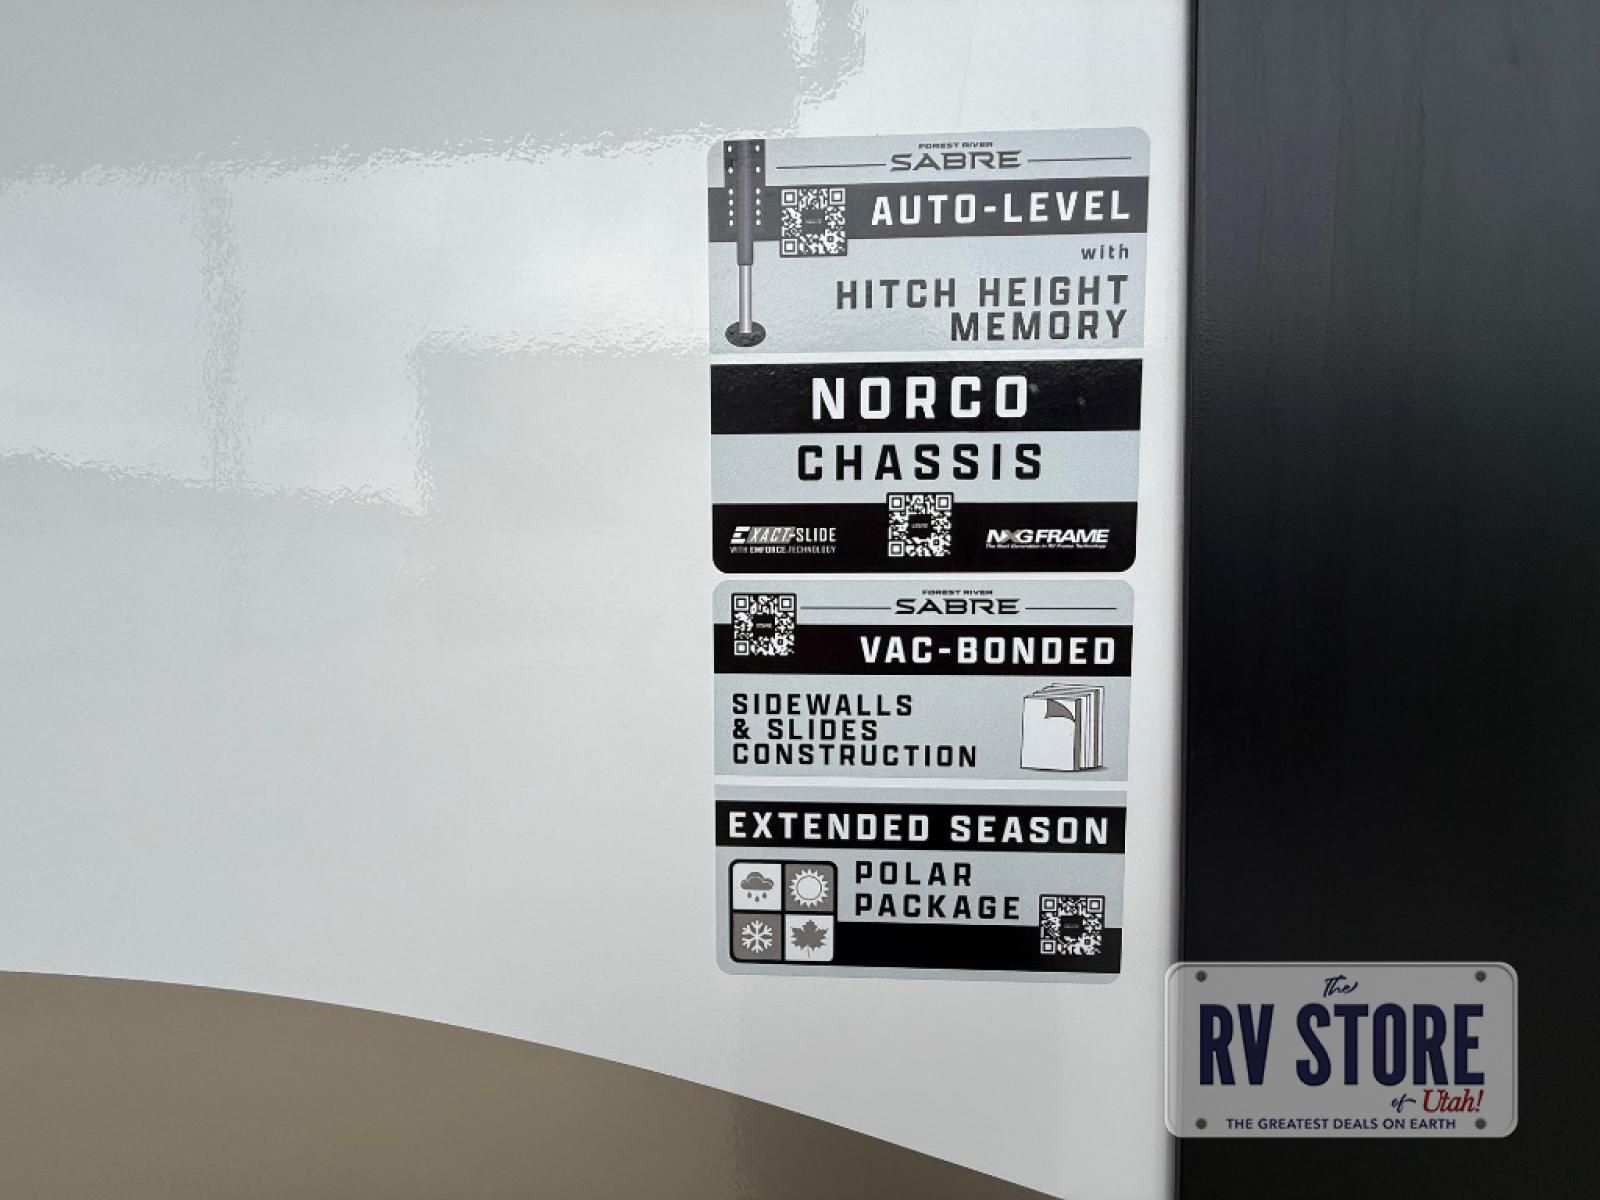 FOREST RIVER
SABRE
AUTO-LEVEL
with
HITCH HEIGHT
MEMORY
NORCO
CHASSIS
EXACT-SLIDE
WITH ENFORCE TECHNOLOGY
NXG FRAME
The Next Generation in RV Frame Technology
FOREST RIVER
SABRE
VAC-BONDED
SIDEWALLS
& SLIDES
CONSTRUCTION
EXTENDED SEASON
POLAR
PACKAGE
The
RV STORE
of Utah!
THE GREATEST DEALS ON EARTH